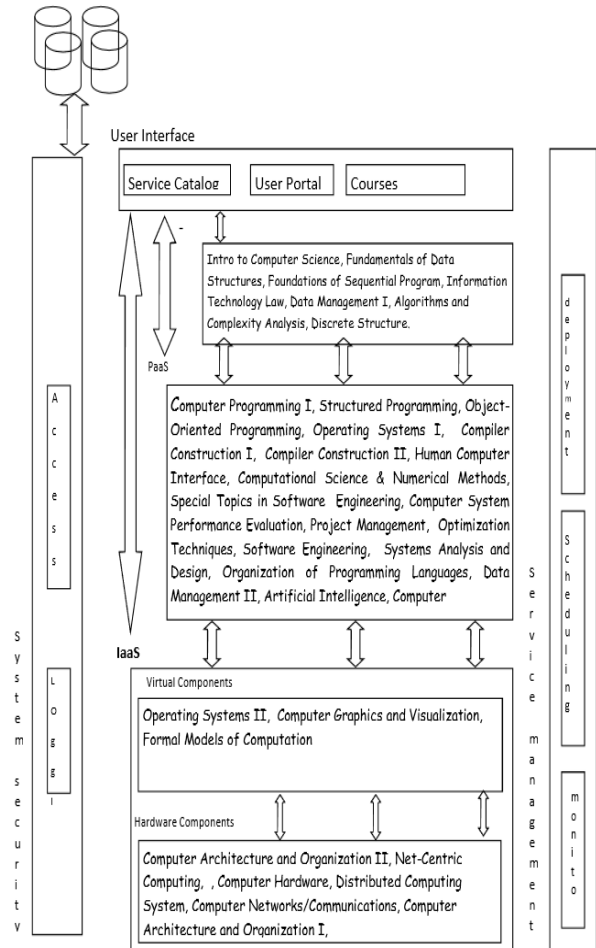 User Interface
Service Catalog
User Portal
Courses
-
Intro to Computer Science, Fundamentals of Data
Structures, Foundations of Sequential Program, Information
Technology Law, Data Management I, Algorithms and
Complexity Analysis, Discrete Structure.
PaaS
Computer Programming I, Structured Programming, Object-
Oriented Programming, Operating Systems I, Compiler
Construction I, Compiler Construction II, Human Computer
Interface, Computational Science & Numerical Methods,
Special Topics in Software Engineering, Computer System
Performance Evaluation, Project Management, Optimization
Techniques, Software Engineering, Systems Analysis and
Design, Organization of Programming Languages, Data
Management II, Artificial Intelligence, Computer
IaaS
Virtual Components
Operating Systems II, Computer Graphics and Visualization,
Formal Models of Computation
Hardware Components
Computer Architecture and Organization II, Net-Centric
Computing, , Computer Hardware, Distributed Computing
System, Computer Networks/Communications, Computer
Architecture and Organization I,
System security
Access
Loggi
Service management
deployment
Scheduling
monito